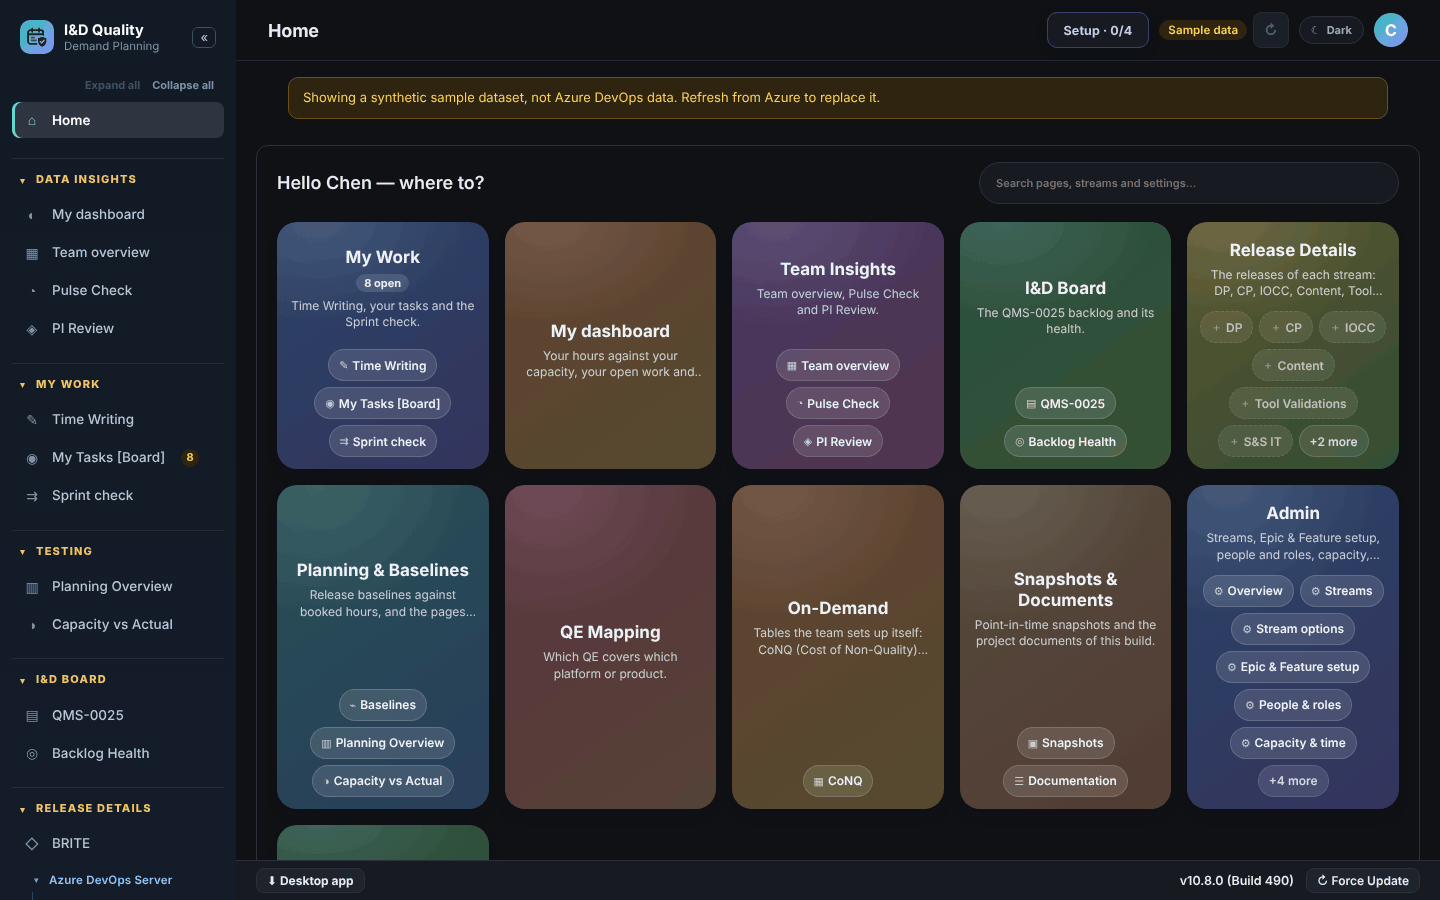 I&D Quality
Demand Planning
«
Expand all Collapse all
Home
DATA INSIGHTS
My dashboard
Team overview
Pulse Check
PI Review
MY WORK
Time Writing
My Tasks [Board] 8
Sprint check
TESTING
Planning Overview
Capacity vs Actual
I&D BOARD
QMS-0025
Backlog Health
RELEASE DETAILS
BRITE
Azure DevOps Server
Home
Setup · 0/4
Sample data
Dark
C
Showing a synthetic sample dataset, not Azure DevOps data. Refresh from Azure to replace it.
Hello Chen — where to?
Search pages, streams and settings...
My Work
8 open
Time Writing, your tasks and the
Sprint check.
Time Writing
My Tasks [Board]
Sprint check
My dashboard
Your hours against your
capacity, your open work and..
Team Insights
Team overview, Pulse Check
and PI Review.
Team overview
Pulse Check
PI Review
I&D Board
The QMS-0025 backlog and its
health.
QMS-0025
Backlog Health
Release Details
The releases of each stream:
DP, CP, IOCC, Content, Tool...
+ DP
+ CP
+ IOCC
+ Content
+ Tool Validations
+ S&S IT
+2 more
Planning & Baselines
Release baselines against
booked hours, and the pages...
Baselines
Planning Overview
Capacity vs Actual
QE Mapping
Which QE covers which
platform or product.
On-Demand
Tables the team sets up itself:
CoNQ (Cost of Non-Quality)...
CoNQ
Snapshots &
Documents
Point-in-time snapshots and the
project documents of this build.
Snapshots
Documentation
Admin
Streams, Epic & Feature setup,
people and roles, capacity,...
Overview
Streams
Stream options
Epic & Feature setup
People & roles
Capacity & time
+4 more
Desktop app
v10.8.0 (Build 490)
Force Update